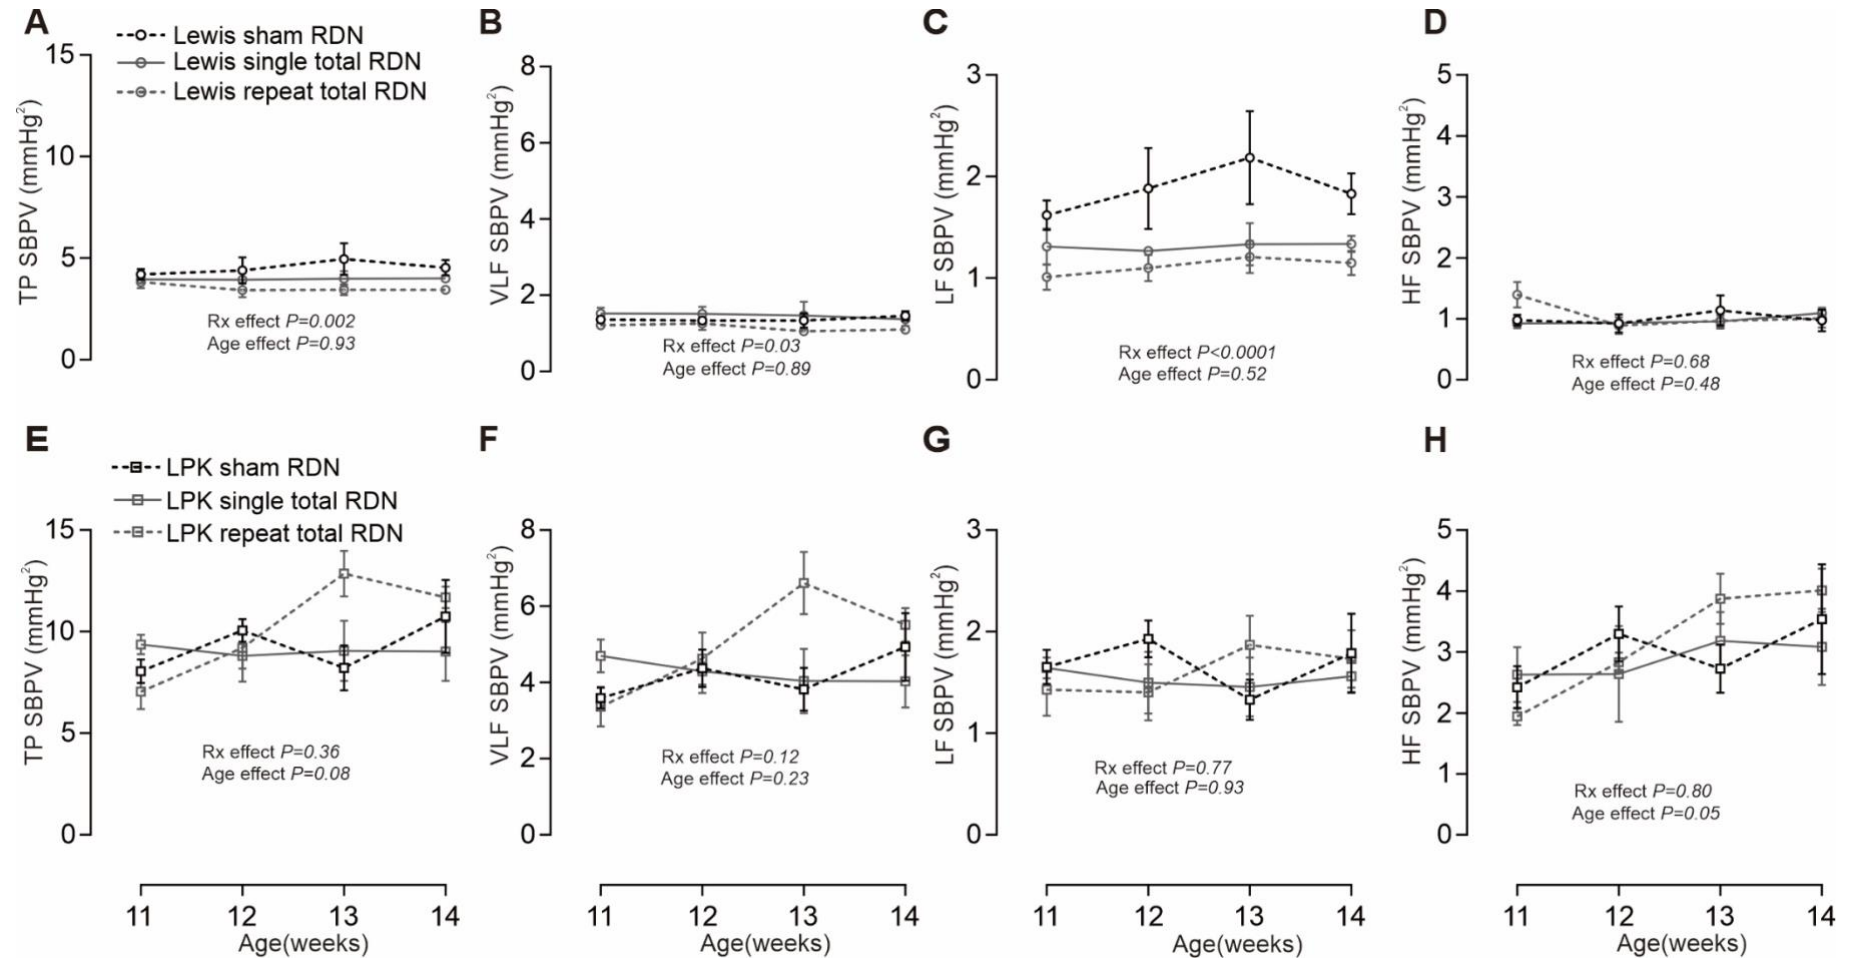 A
Lewis sham RDN
Lewis single total RDN
Lewis repeat total RDN
TP SBPV (mmHg²)
15
10
5
0
Rx effect P=0.002
Age effect P=0.93
B
VLF SBPV (mmHg²)
8
6
4
2
0
Rx effect P=0.03
Age effect P=0.89
C
LF SBPV (mmHg²)
3
2
1
0
Rx effect P<0.0001
Age effect P=0.52
D
HF SBPV (mmHg²)
5
4
3
2
1
0
Rx effect P=0.68
Age effect P=0.48
E
LPK sham RDN
LPK single total RDN
LPK repeat total RDN
TP SBPV (mmHg²)
15
10
5
0
Rx effect P=0.36
Age effect P=0.08
11 12 13 14
Age(weeks)
F
VLF SBPV (mmHg²)
8
6
4
2
0
Rx effect P=0.12
Age effect P=0.23
11 12 13 14
Age(weeks)
G
LF SBPV (mmHg²)
3
2
1
0
Rx effect P=0.77
Age effect P=0.93
11 12 13 14
Age(weeks)
H
HF SBPV (mmHg²)
5
4
3
2
1
0
Rx effect P=0.80
Age effect P=0.05
11 12 13 14
Age(weeks)